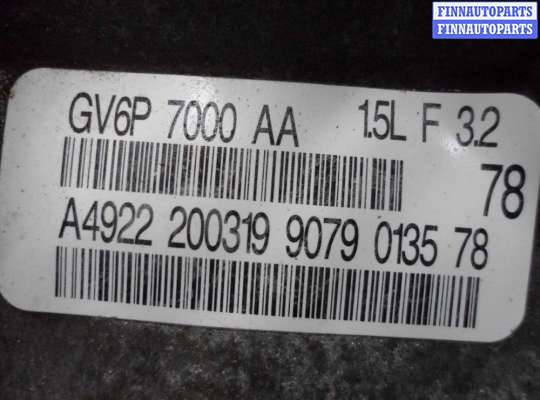 FINNAUTOPARTS
FINNAUTOPARTS
GV6P 7000 AA 1.5L F 3.2
78
A4922 200319 9079 0135 78